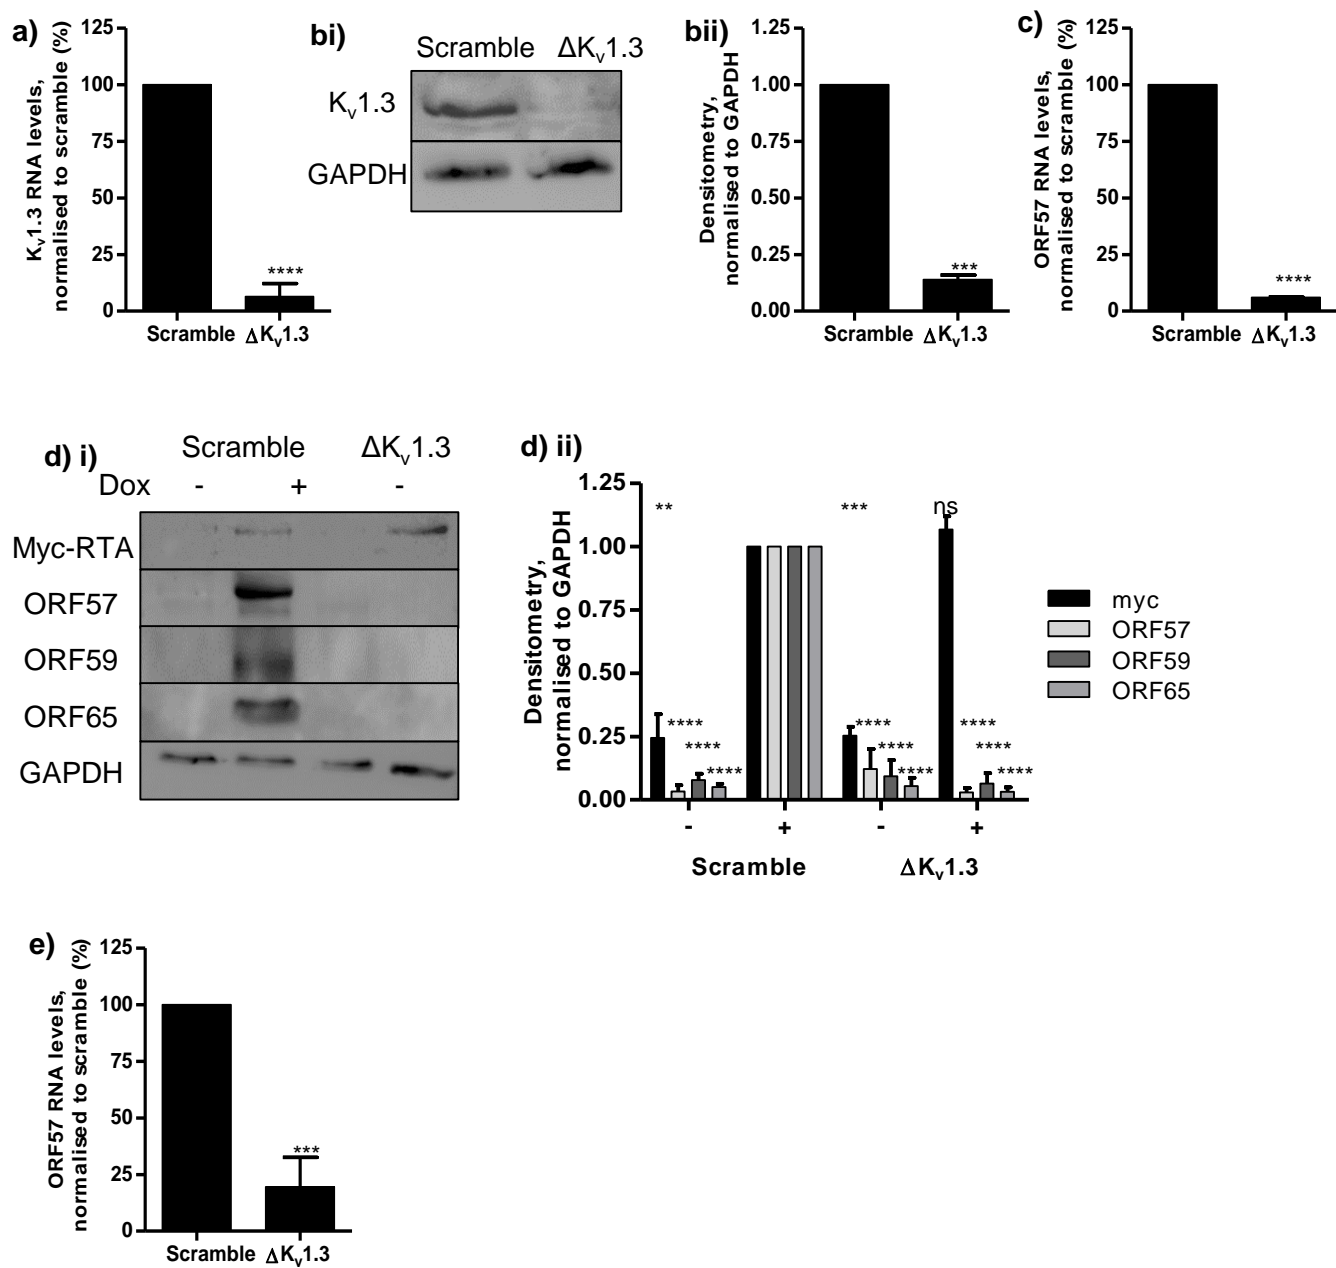 a)
Kv1.3 RNA levels,
normalised to scramble (%)
125
100
75
50
25
0
****
Scramble ΔKv1.3
bi)
Scramble ΔKv1.3
Kv1.3
GAPDH
bii)
Densitometry,
normalised to GAPDH
1.25
1.00
0.75
0.50
0.25
0.00
***
Scramble ΔKv1.3
c)
ORF57 RNA levels,
normalised to scramble (%)
125
100
75
50
25
0
****
Scramble ΔKv1.3
d) i)
Scramble ΔKv1.3
Dox - + -
Myc-RTA
ORF57
ORF59
ORF65
GAPDH
d) ii)
Densitometry,
normalised to GAPDH
1.25
1.00
0.75
0.50
0.25
0.00
** *** ns
**** **** ****
**** **** ****
**** **** ****
- + - +
Scramble ΔKv1.3
myc
ORF57
ORF59
ORF65
e)
ORF57 RNA levels,
normalised to scramble (%)
125
100
75
50
25
0
***
Scramble ΔKv1.3